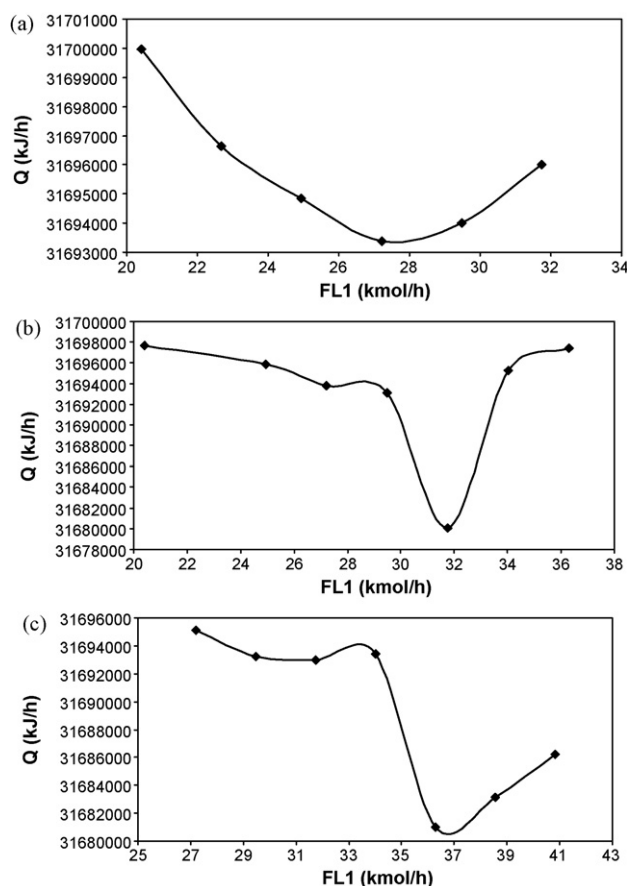 (a)
31701000
31700000
31699000
31698000
31697000
31696000
31695000
31694000
31693000
Q (kJ/h)
20 22 24 26 28 30 32 34
FL1 (kmol/h)
(b)
31700000
31698000
31696000
31694000
31692000
31690000
31688000
31686000
31684000
31682000
31680000
31678000
Q (kJ/h)
20 22 24 26 28 30 32 34 36 38
FL1 (kmol/h)
(c)
31696000
31694000
31692000
31690000
31688000
31686000
31684000
31682000
31680000
Q (kJ/h)
25 27 29 31 33 35 37 39 41 43
FL1 (kmol/h)